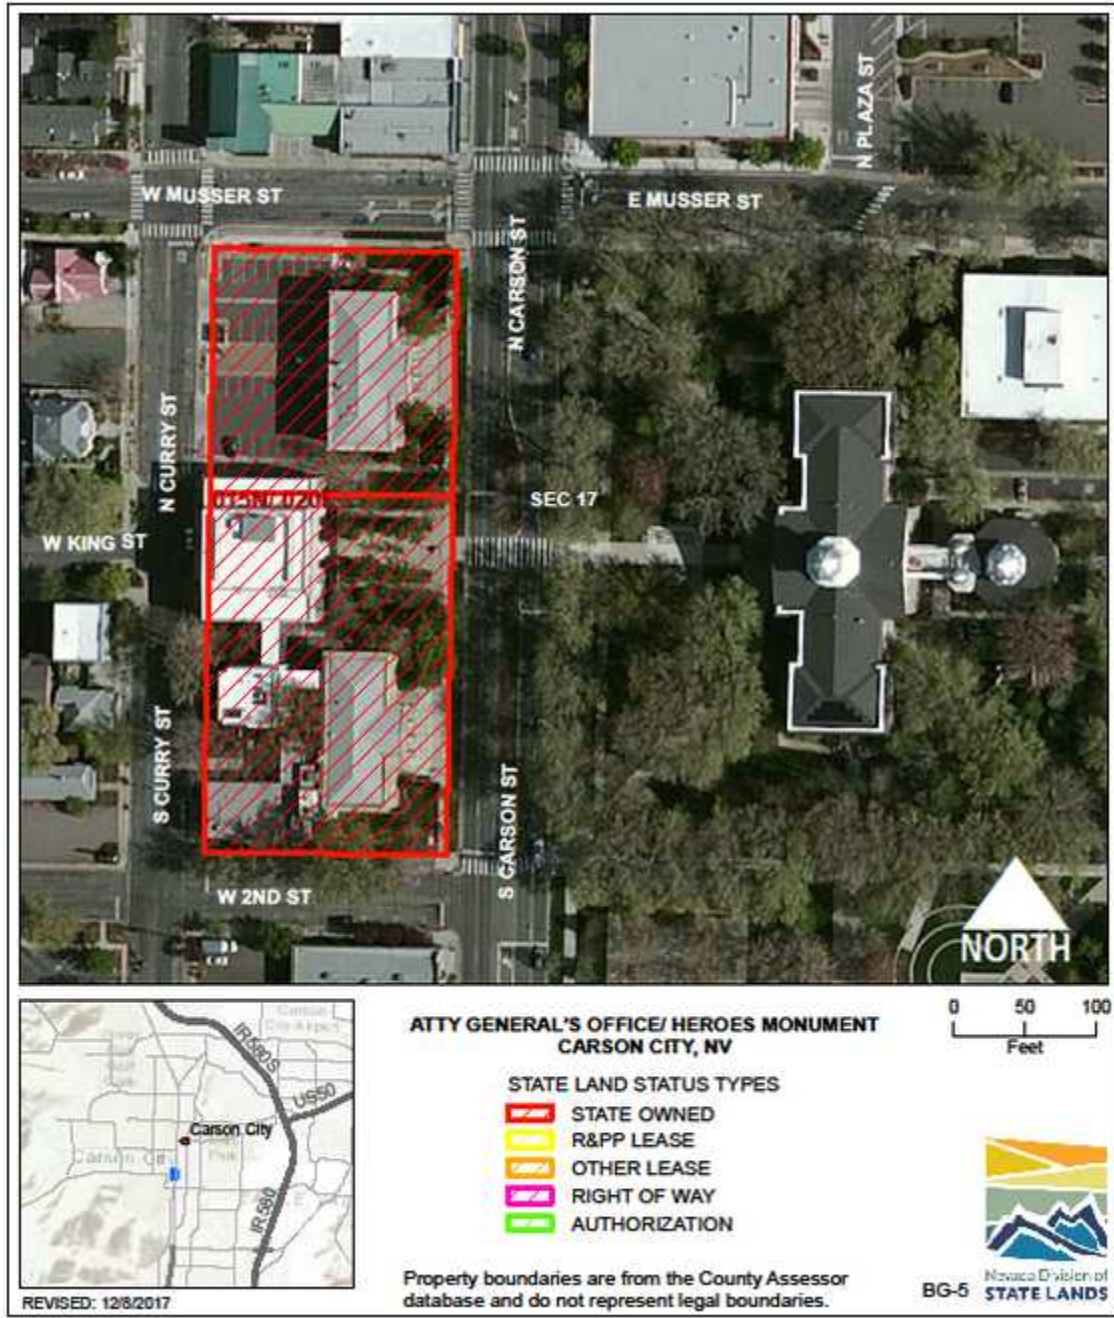 N PLAZA ST
W MUSSER ST
E MUSSER ST
N CARSON ST
N CURRY ST
SEC 17
W KING ST
S CURRY ST
S CARSON ST
W 2ND ST
NORTH
0 50 100
Feet
ATTY GENERAL'S OFFICE/ HEROES MONUMENT
CARSON CITY, NV
STATE LAND STATUS TYPES
STATE OWNED
R&PP LEASE
OTHER LEASE
RIGHT OF WAY
AUTHORIZATION
Property boundaries are from the County Assessor
database and do not represent legal boundaries.
IR580S
US50
Carson City
IR580
REVISED: 12/8/2017
BG-5
Nevada Division of
STATE LANDS